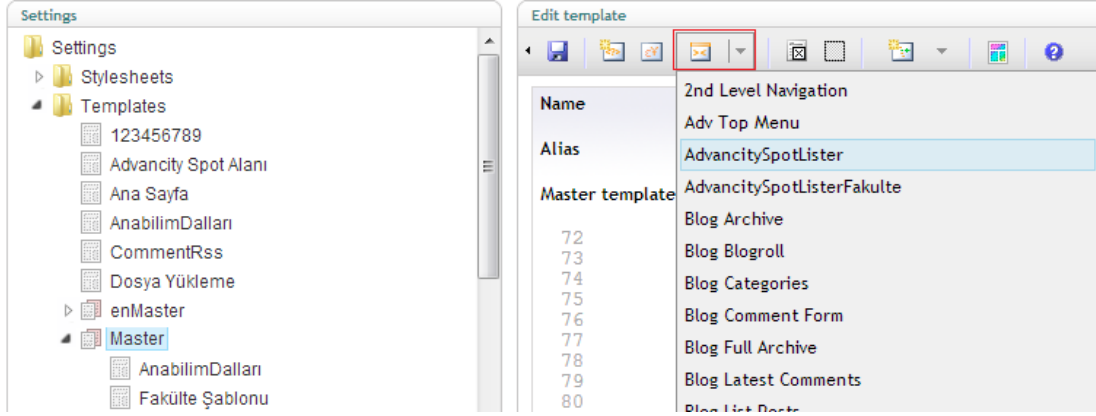 Settings
Settings
Stylesheets
Templates
123456789
Advancity Spot Alanı
Ana Sayfa
AnabilimDalları
CommentRss
Dosya Yükleme
enMaster
Master
AnabilimDalları
Fakülte Şablonu
Edit template
Name
Alias
Master template
72
73
74
75
76
77
78
79
80
2nd Level Navigation
Adv Top Menu
AdvancitySpotLister
AdvancitySpotListerFakulte
Blog Archive
Blog Blogroll
Blog Categories
Blog Comment Form
Blog Full Archive
Blog Latest Comments
Blog List Posts